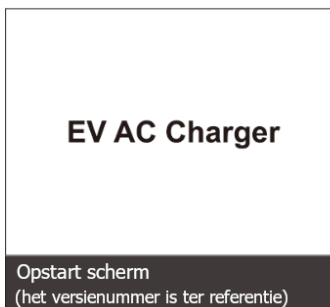 EV AC Charger
Opstart scherm
(het versienummer is ter referentie)